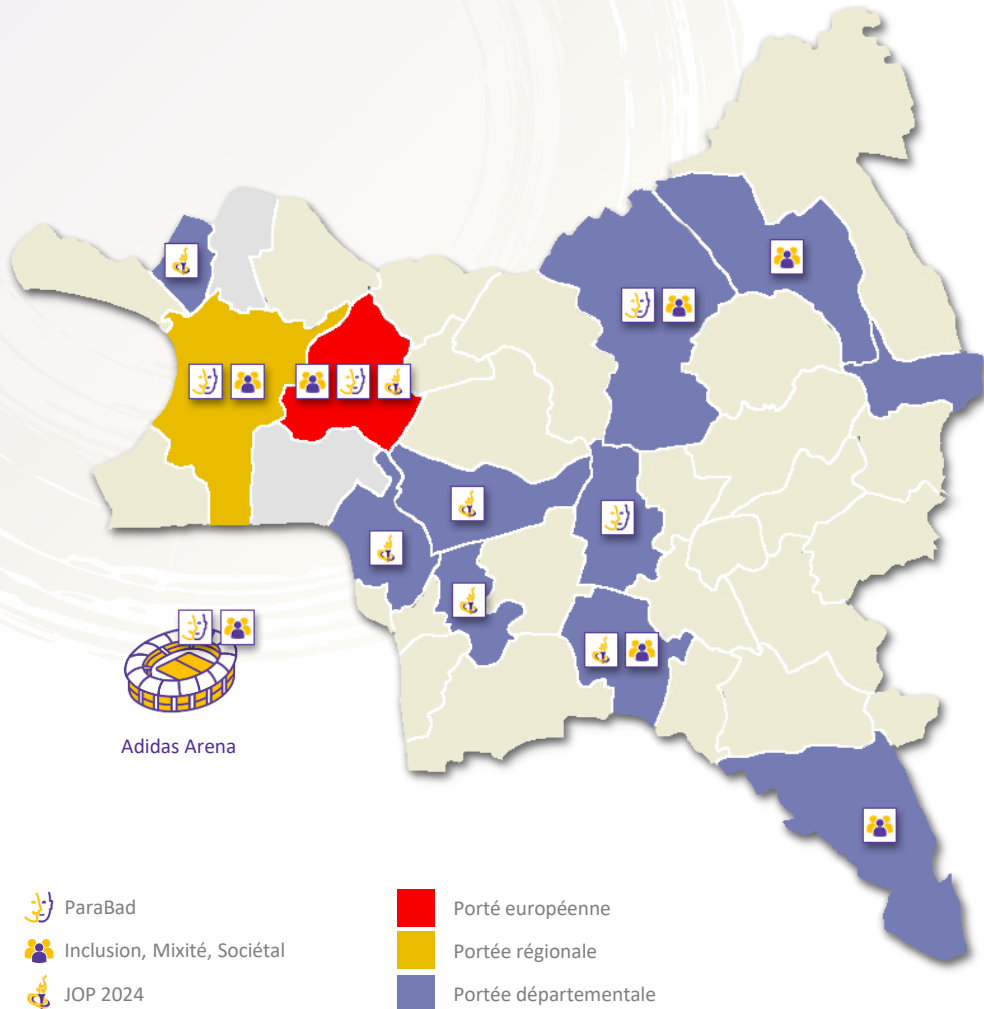 Adidas Arena
ParaBad
Inclusion, Mixité, Sociétal
JOP 2024
Porté européenne
Portée régionale
Portée départementale